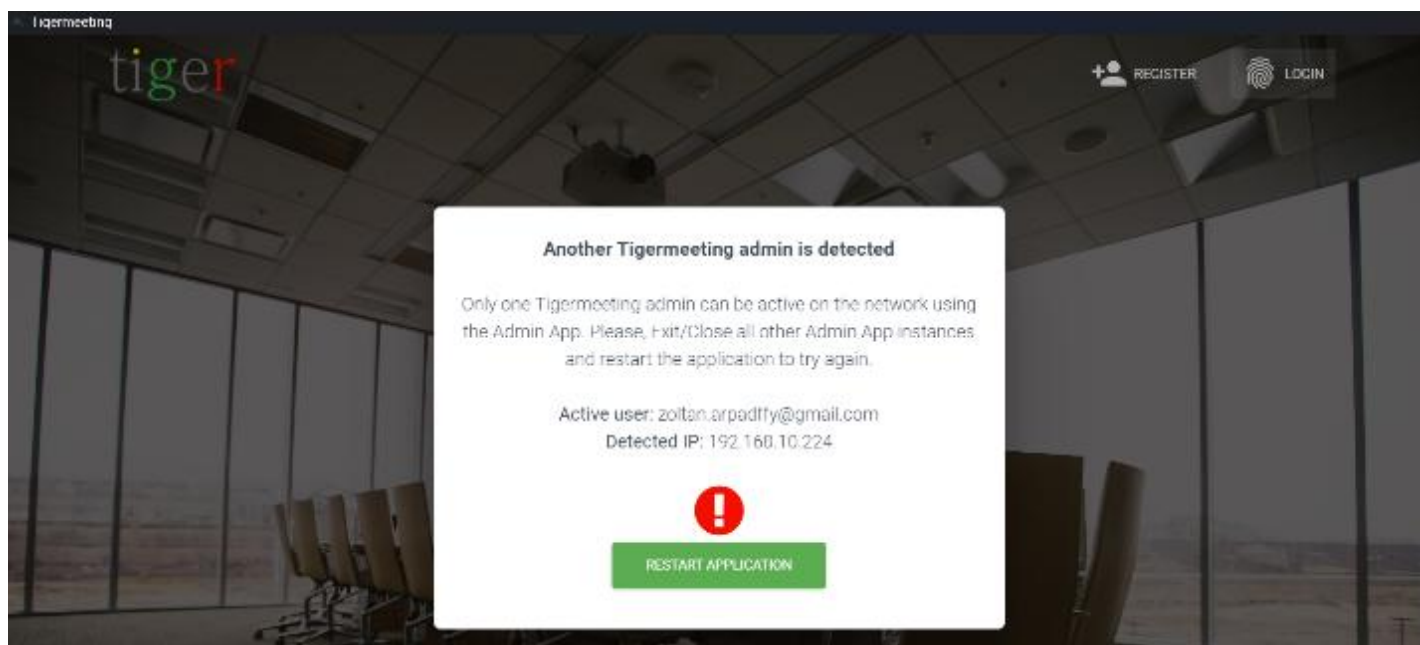 Tigermeeting
tiger
REGISTER
LOGIN
Another Tigermeeting admin is detected
Only one Tigermeeting admin can be active on the network using
the Admin App. Please, Exit/Close all other Admin App instances
and restart the application to try again.
Active user: zoltan.arpadffy@gmail.com
Detected IP: 192.168.10.224
RESTART APPLICATION